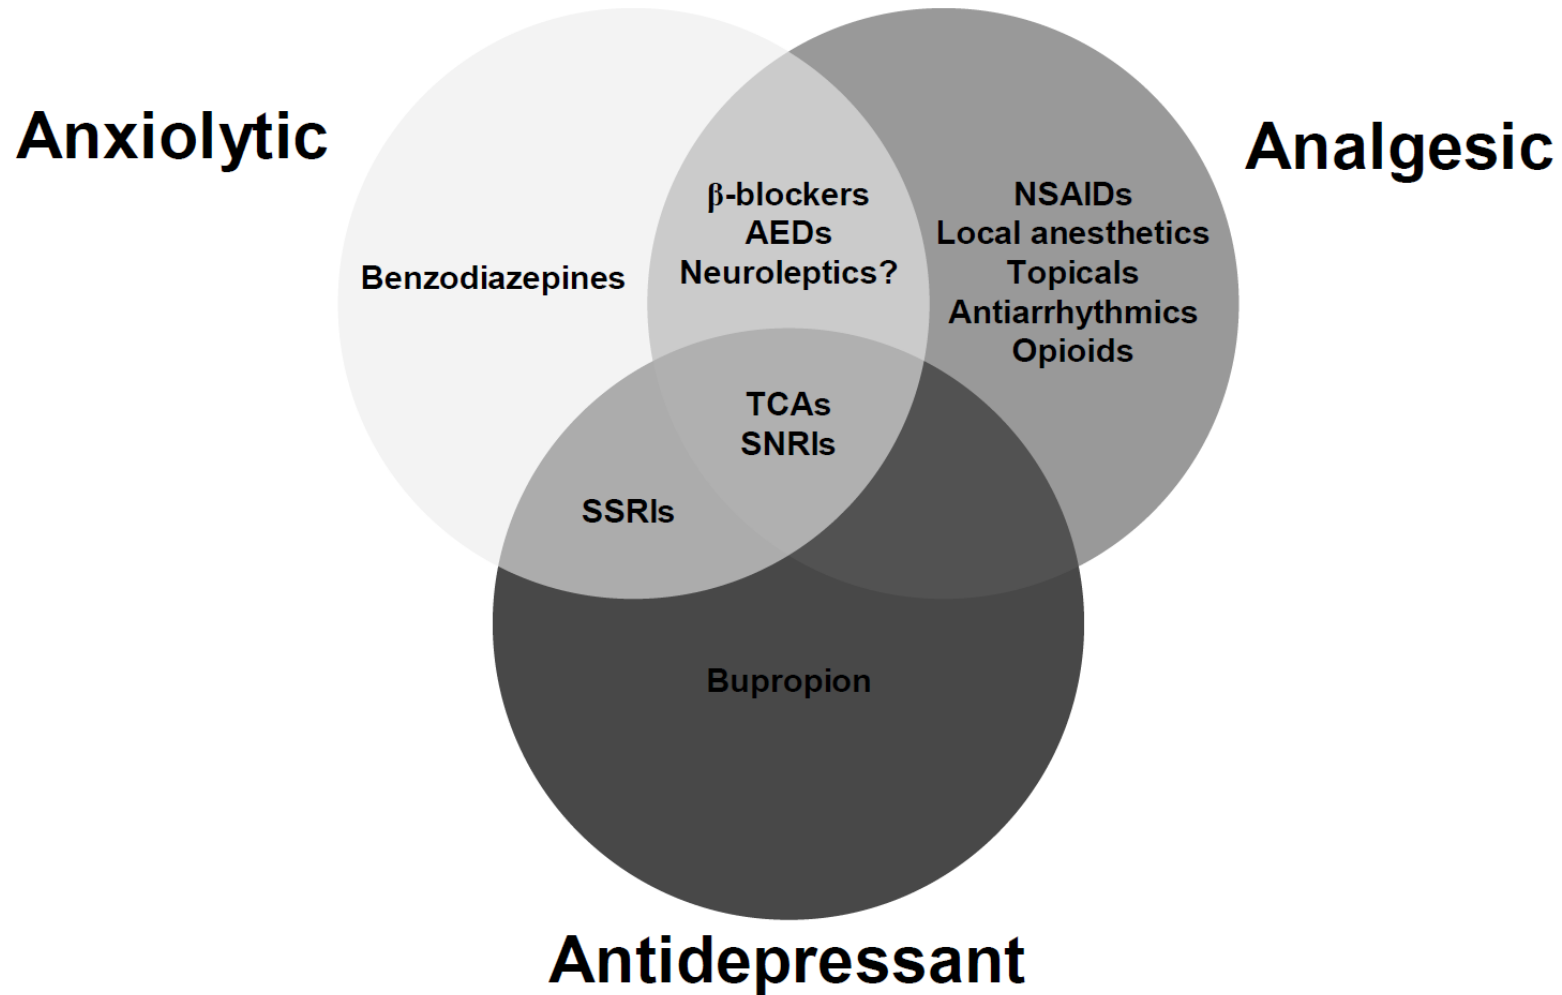 Anxiolytic
Analgesic
β-blockers
AEDs
Neuroleptics?
NSAIDs
Local anesthetics
Topicals
Antiarrhythmics
Opioids
Benzodiazepines
TCAs
SNRIs
SSRIs
Bupropion
Antidepressant